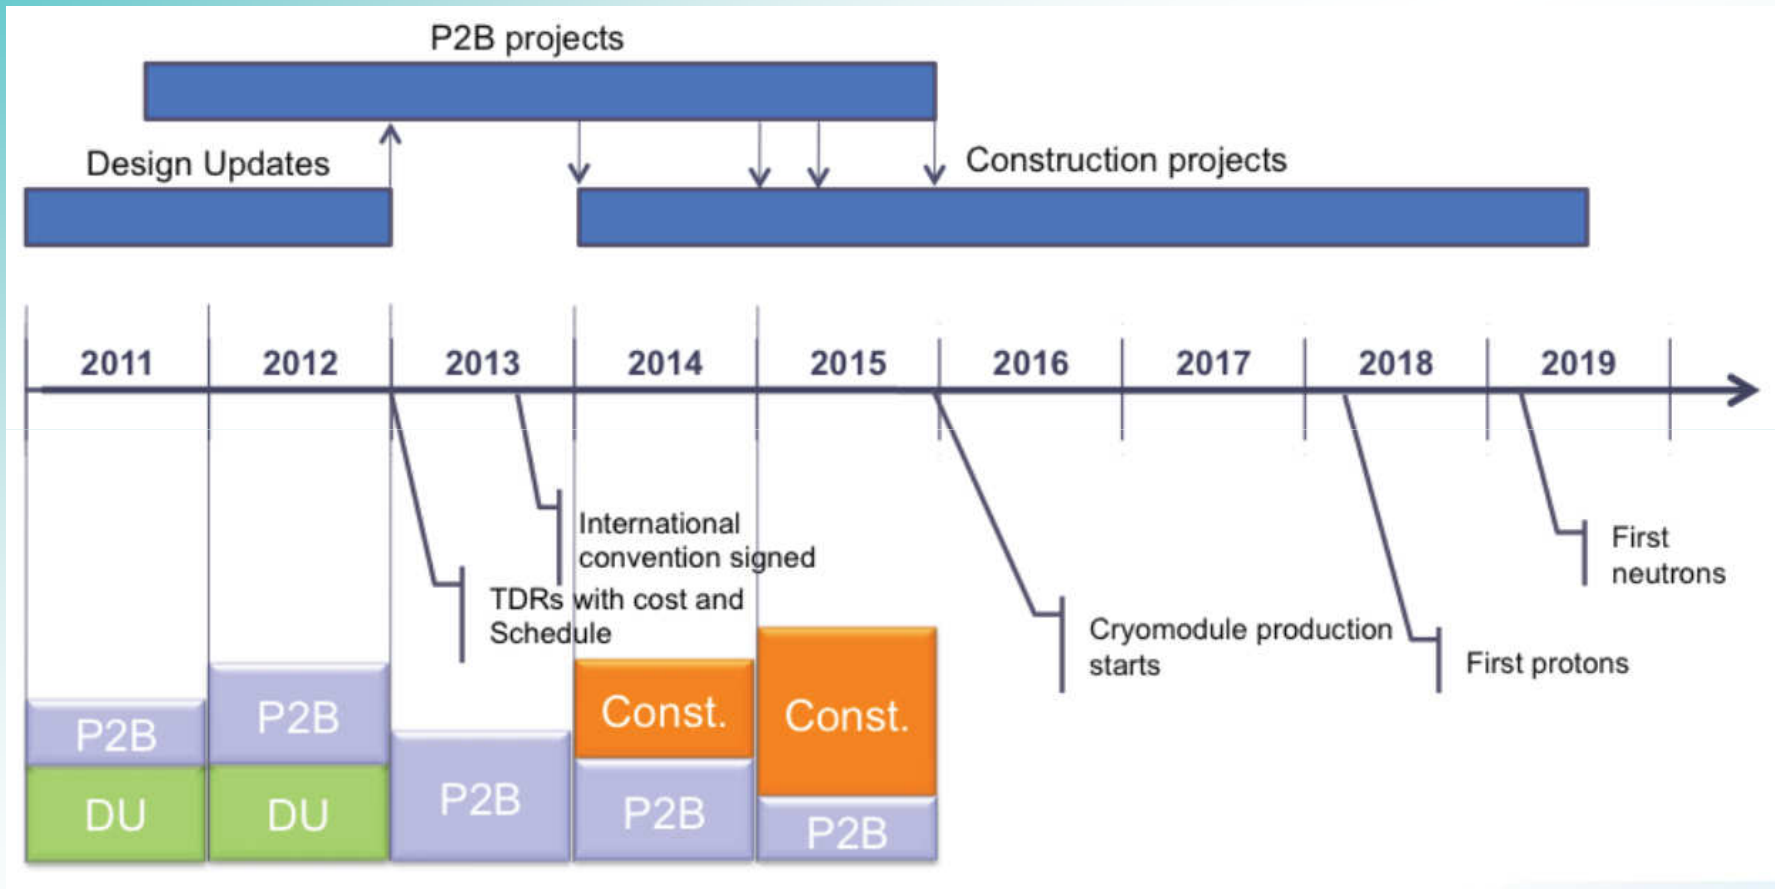 P2B projects
Design Updates
Construction projects
2011
2012
2013
2014
2015
2016
2017
2018
2019
International
convention signed
TDRs with cost and
Schedule
First
neutrons
Cryomodule production
starts
First protons
P2B
P2B
Const.
Const.
DU
DU
P2B
P2B
P2B